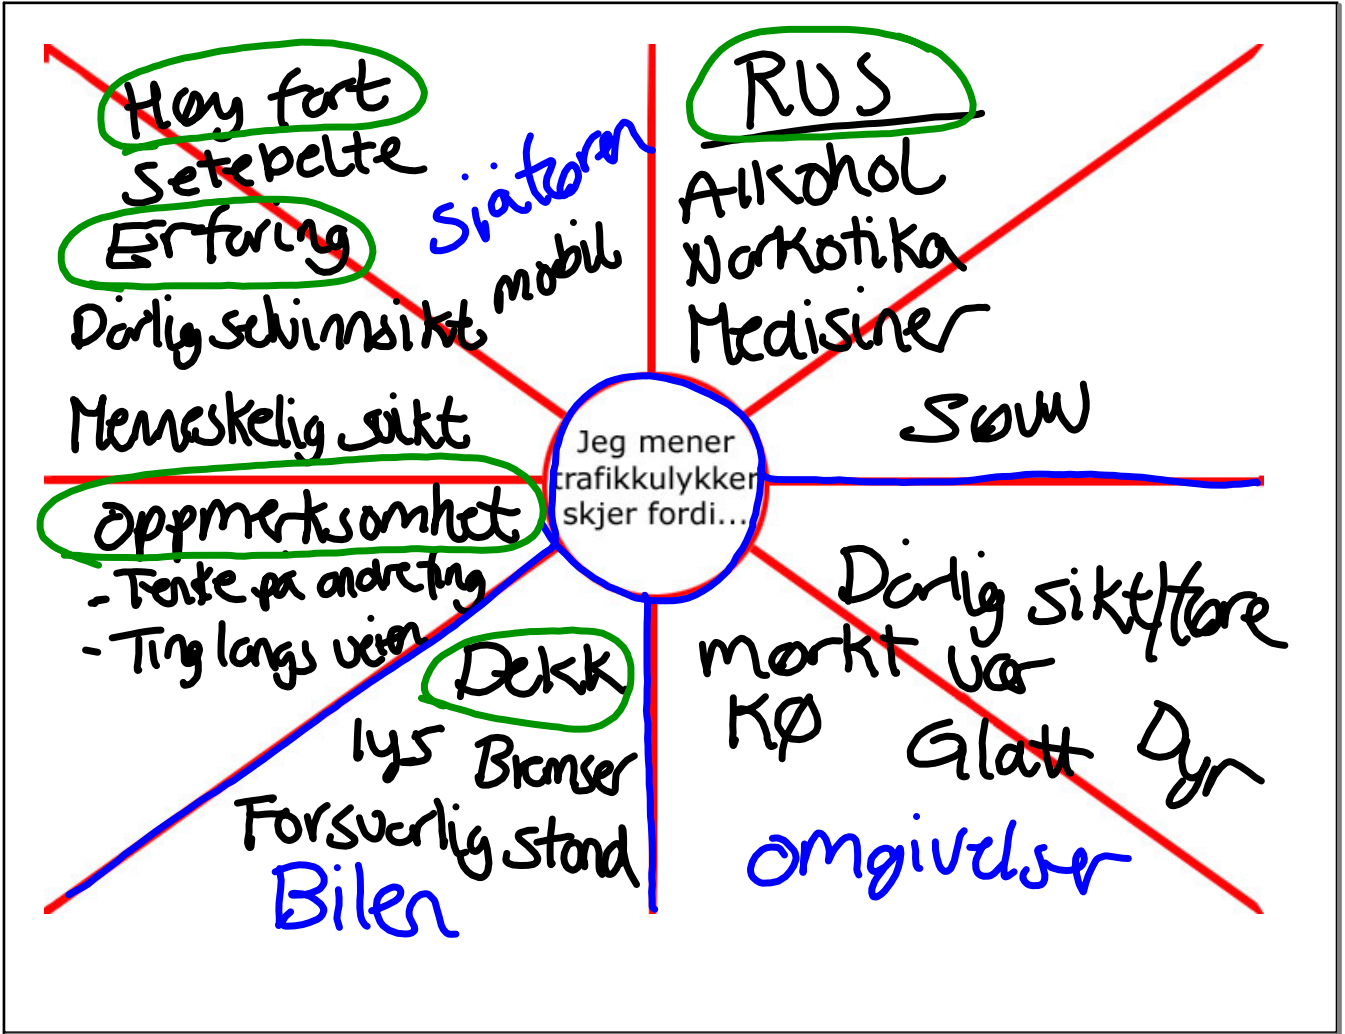 Høy fart
Setebelte
Erfaring
Dårlig selvinnsikt
Menneskelig svikt
sjåføren
mobil
RUS
Alkohol
Narkotika
Medisiner
Søvn
Jeg mener
trafikkulykker
skjer fordi...
Oppmerksomhet
- Tenke på andre ting
- Ting langs veien
Dekk
lys Bremser
Forsvarlig stand
Bilen
Dårlig sikt/føre
mørkt vær
KØ
Glatt Dyr
omgivelser